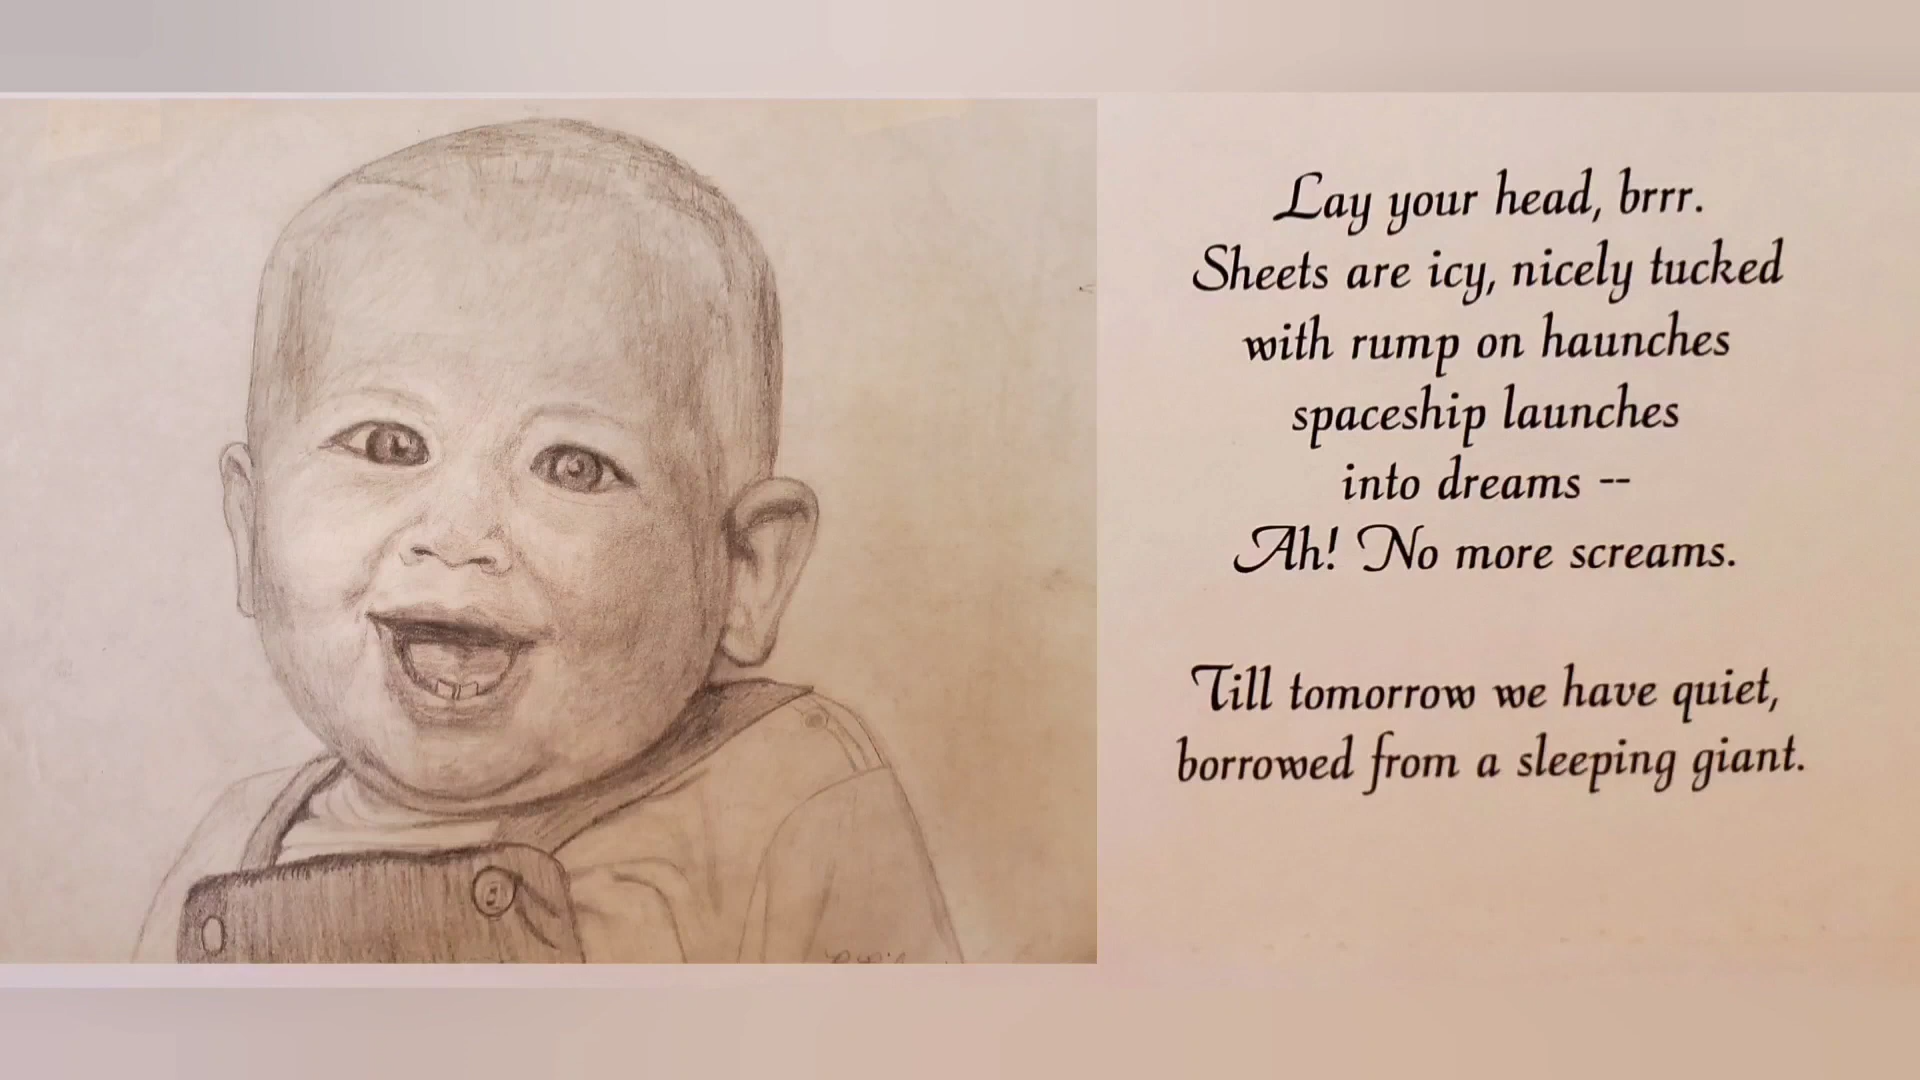 Lay your head, brrr.
Sheets are icy, nicely tucked
with rump on haunches
spaceship launches
into dreams --
Ah! No more screams.
Till tomorrow we have quiet,
borrowed from a sleeping giant.